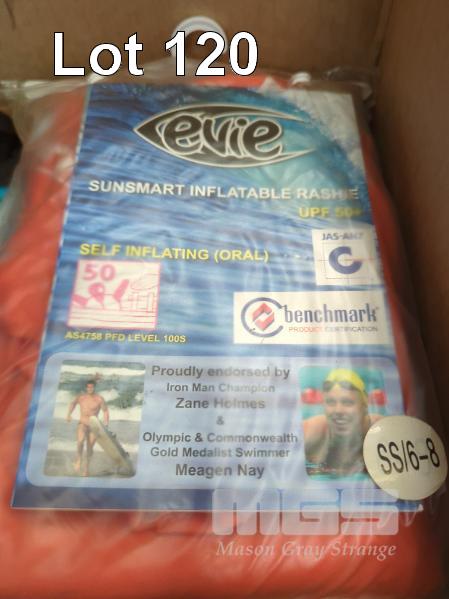 Lot 120
evie
SUNSMART INFLATABLE RASHIE
UPF 50+
JAS-ANZ
SELF INFLATING (ORAL)
50
benchmark
PRODUCT CERTIFICATION
AS4758 PFD LEVEL 100S
Proudly endorsed by
Iron Man Champion
Zane Holmes
&
Olympic & Commonwealth
Gold Medalist Swimmer
Meagen Nay
SS/6-8
MGS
Mason Gray Strange